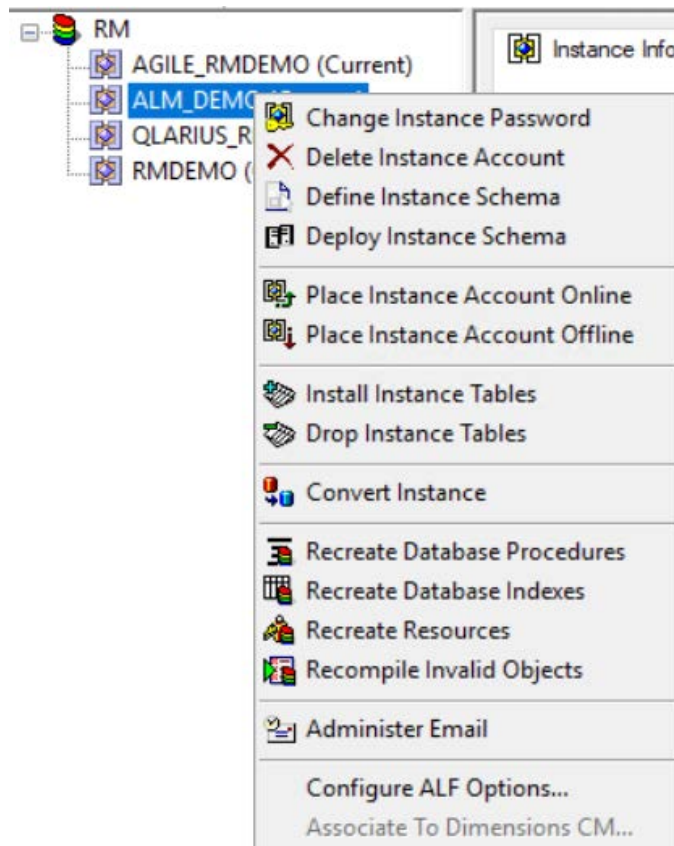 RM
AGILE_RMDEMO (Current)
ALM_DEMO
QLARIUS_R
RMDEMO (
Instance Info
Change Instance Password
Delete Instance Account
Define Instance Schema
Deploy Instance Schema
Place Instance Account Online
Place Instance Account Offline
Install Instance Tables
Drop Instance Tables
Convert Instance
Recreate Database Procedures
Recreate Database Indexes
Recreate Resources
Recompile Invalid Objects
Administer Email
Configure ALF Options...
Associate To Dimensions CM...